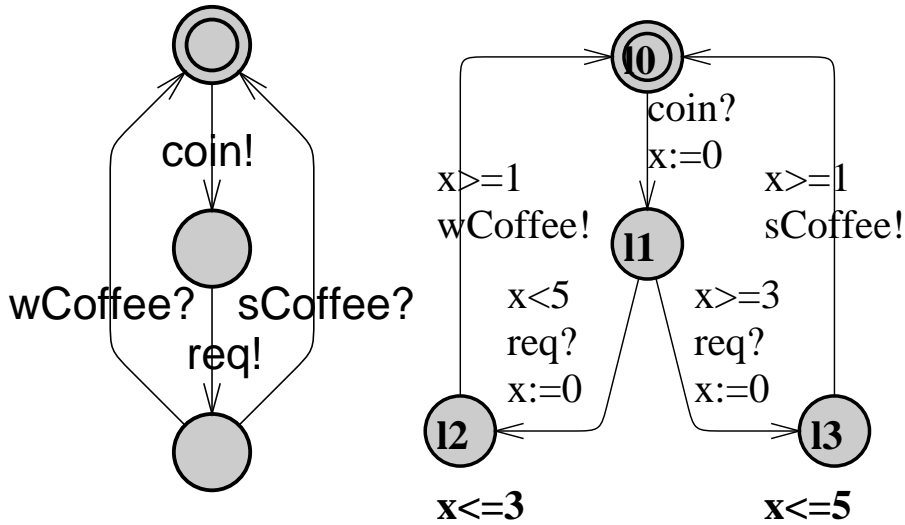 coin!
wCoffee?
sCoffee?
req!
l0
coin?
x:=0
x>=1
wCoffee!
x>=1
sCoffee!
l1
x<5
req?
x:=0
x>=3
req?
x:=0
l2
l3
x<=3
x<=5